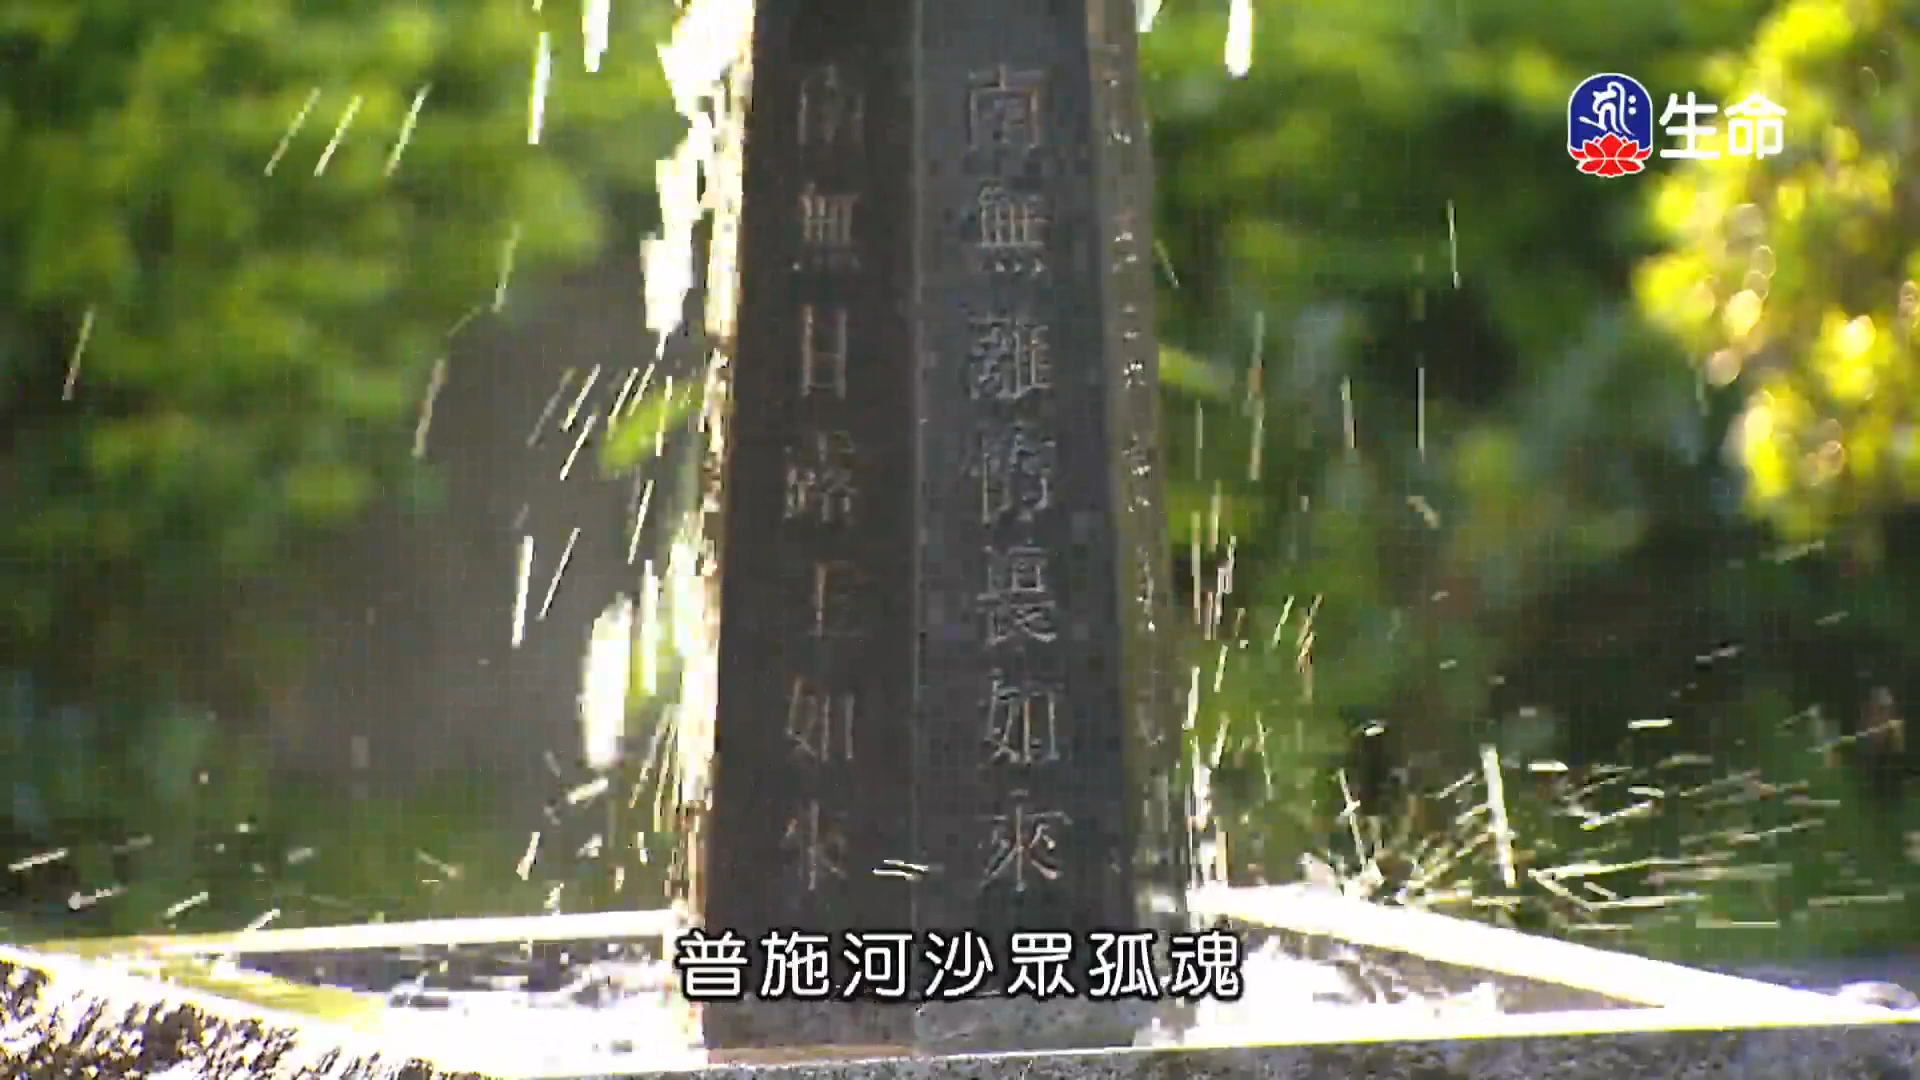 生命
南無離怖畏如來
南無甘露王如來
普施河沙眾孤魂